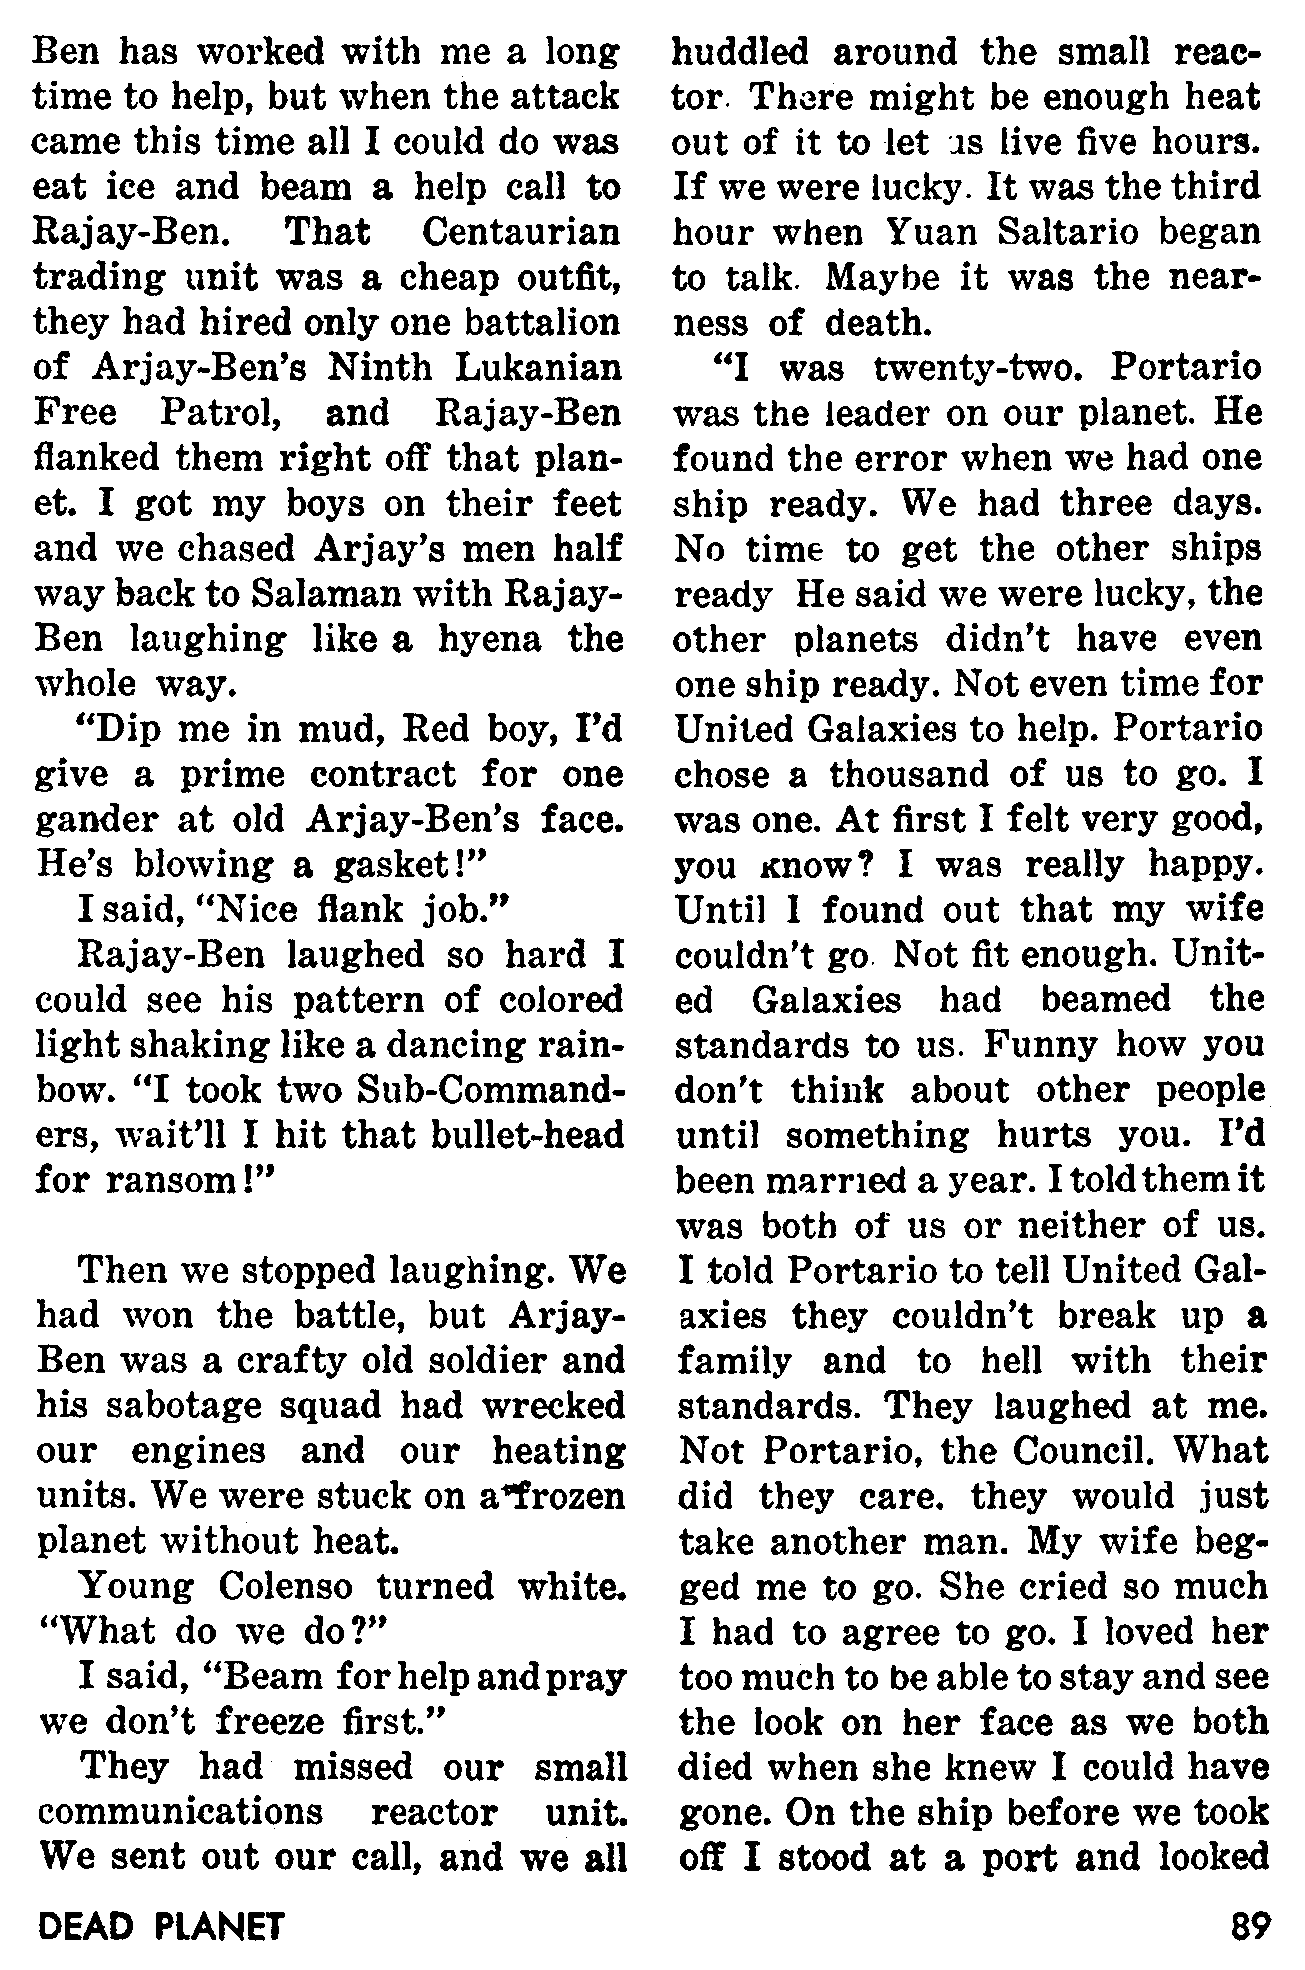 Ben has worked with me a long
time to help, but when the attack
came this time all I could do was
eat ice and beam a help call to
Rajay-Ben. That Centaurian
trading unit was a cheap outfit,
they had hired only one battalion
of Arjay-Ben's Ninth Lukanian
Free Patrol, and Rajay-Ben
flanked them right off that plan-
et. I got my boys on their feet
and we chased Arjay's men half
way back to Salaman with Rajay-
Ben laughing like a hyena the
whole way.
"Dip me in mud, Red boy, I'd
give a prime contract for one
gander at old Arjay-Ben's face.
He's blowing a gasket!"
I said, "Nice flank job."
Rajay-Ben laughed so hard I
could see his pattern of colored
light shaking like a dancing rain-
bow. "I took two Sub-Command-
ers, wait'll I hit that bullet-head
for ransom!"
Then we stopped laughing. We
had won the battle, but Arjay-
Ben was a crafty old soldier and
his sabotage squad had wrecked
our engines and our heating
units. We were stuck on a frozen
planet without heat.
Young Colenso turned white.
"What do we do?"
I said, "Beam for help and pray
we don't freeze first."
They had missed our small
communications reactor unit.
We sent out our call, and we all
huddled around the small reac-
tor. There might be enough heat
out of it to let us live five hours.
If we were lucky. It was the third
hour when Yuan Saltario began
to talk. Maybe it was the near-
ness of death.
"I was twenty-two. Portario
was the leader on our planet. He
found the error when we had one
ship ready. We had three days.
No time to get the other ships
ready He said we were lucky, the
other planets didn't have even
one ship ready. Not even time for
United Galaxies to help. Portario
chose a thousand of us to go. I
was one. At first I felt very good,
you know? I was really happy.
Until I found out that my wife
couldn't go. Not fit enough. Unit-
ed Galaxies had beamed the
standards to us. Funny how you
don't think about other people
until something hurts you. I'd
been married a year. I told them it
was both of us or neither of us.
I told Portario to tell United Gal-
axies they couldn't break up a
family and to hell with their
standards. They laughed at me.
Not Portario, the Council. What
did they care. they would just
take another man. My wife beg-
ged me to go. She cried so much
I had to agree to go. I loved her
too much to be able to stay and see
the look on her face as we both
died when she knew I could have
gone. On the ship before we took
off I stood at a port and looked
DEAD PLANET 89